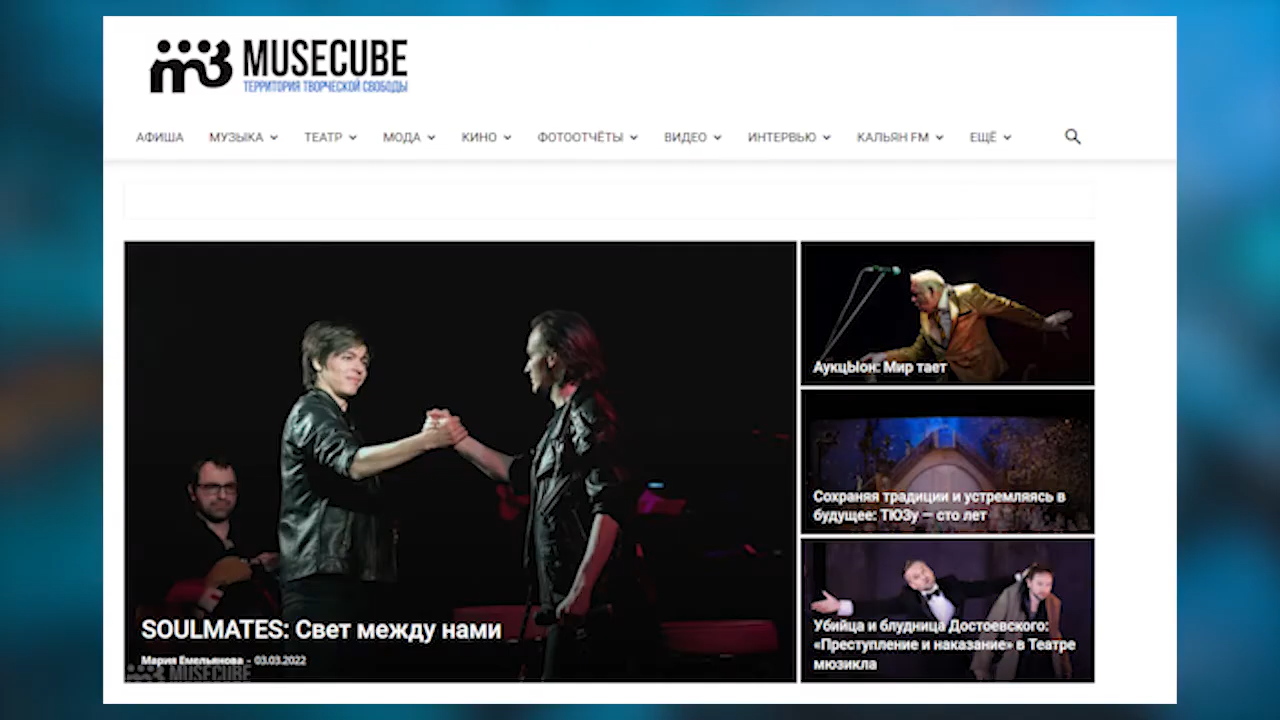 MUSECUBE
ТЕРРИТОРИЯ ТВОРЧЕСКОЙ СВОБОДЫ
АФИША МУЗЫКА ТЕАТР МОДА КИНО ФОТООТЧЁТЫ ВИДЕО ИНТЕРВЬЮ КАЛЬЯН FM ЕЩЁ
АукцЫон: Мир тает
Сохраняя традиции и устремляясь в
будущее: ТЮЗу — сто лет
SOULMATES: Свет между нами
Мария Емельянова - 03.03.2022
MUSECUBE
Убийца и блудница Достоевского:
«Преступление и наказание» в Театре
мюзикла